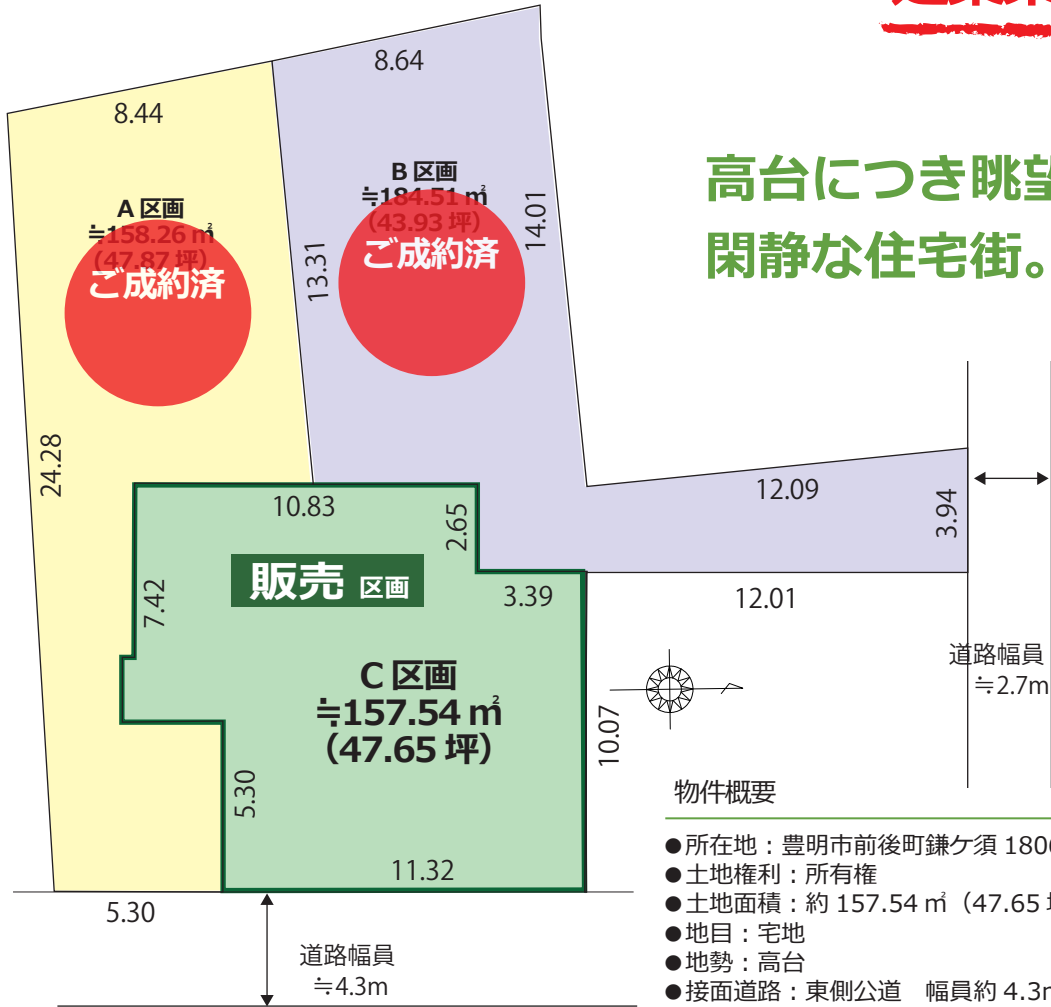 8.64
8.44
高台につき眺望
閑静な住宅街。
B 区画
≒184.51 ㎡
(43.93 坪)
ご成約済
A 区画
≒158.26 ㎡
(47.87 坪)
ご成約済
13.31
14.01
24.28
10.83
2.65
12.09
3.94
販売 区画
7.42
3.39
12.01
C 区画
≒157.54 ㎡
(47.65 坪)
道路幅員
≒2.7m
10.07
5.30
11.32
5.30
道路幅員
≒4.3m
物件概要
●所在地：豊明市前後町鎌ケ須
●土地権利：所有権
●土地面積：約 157.54 ㎡（47.65
●地目：宅地
●地勢：高台
●接面道路：東側公道　幅員約 4.3m